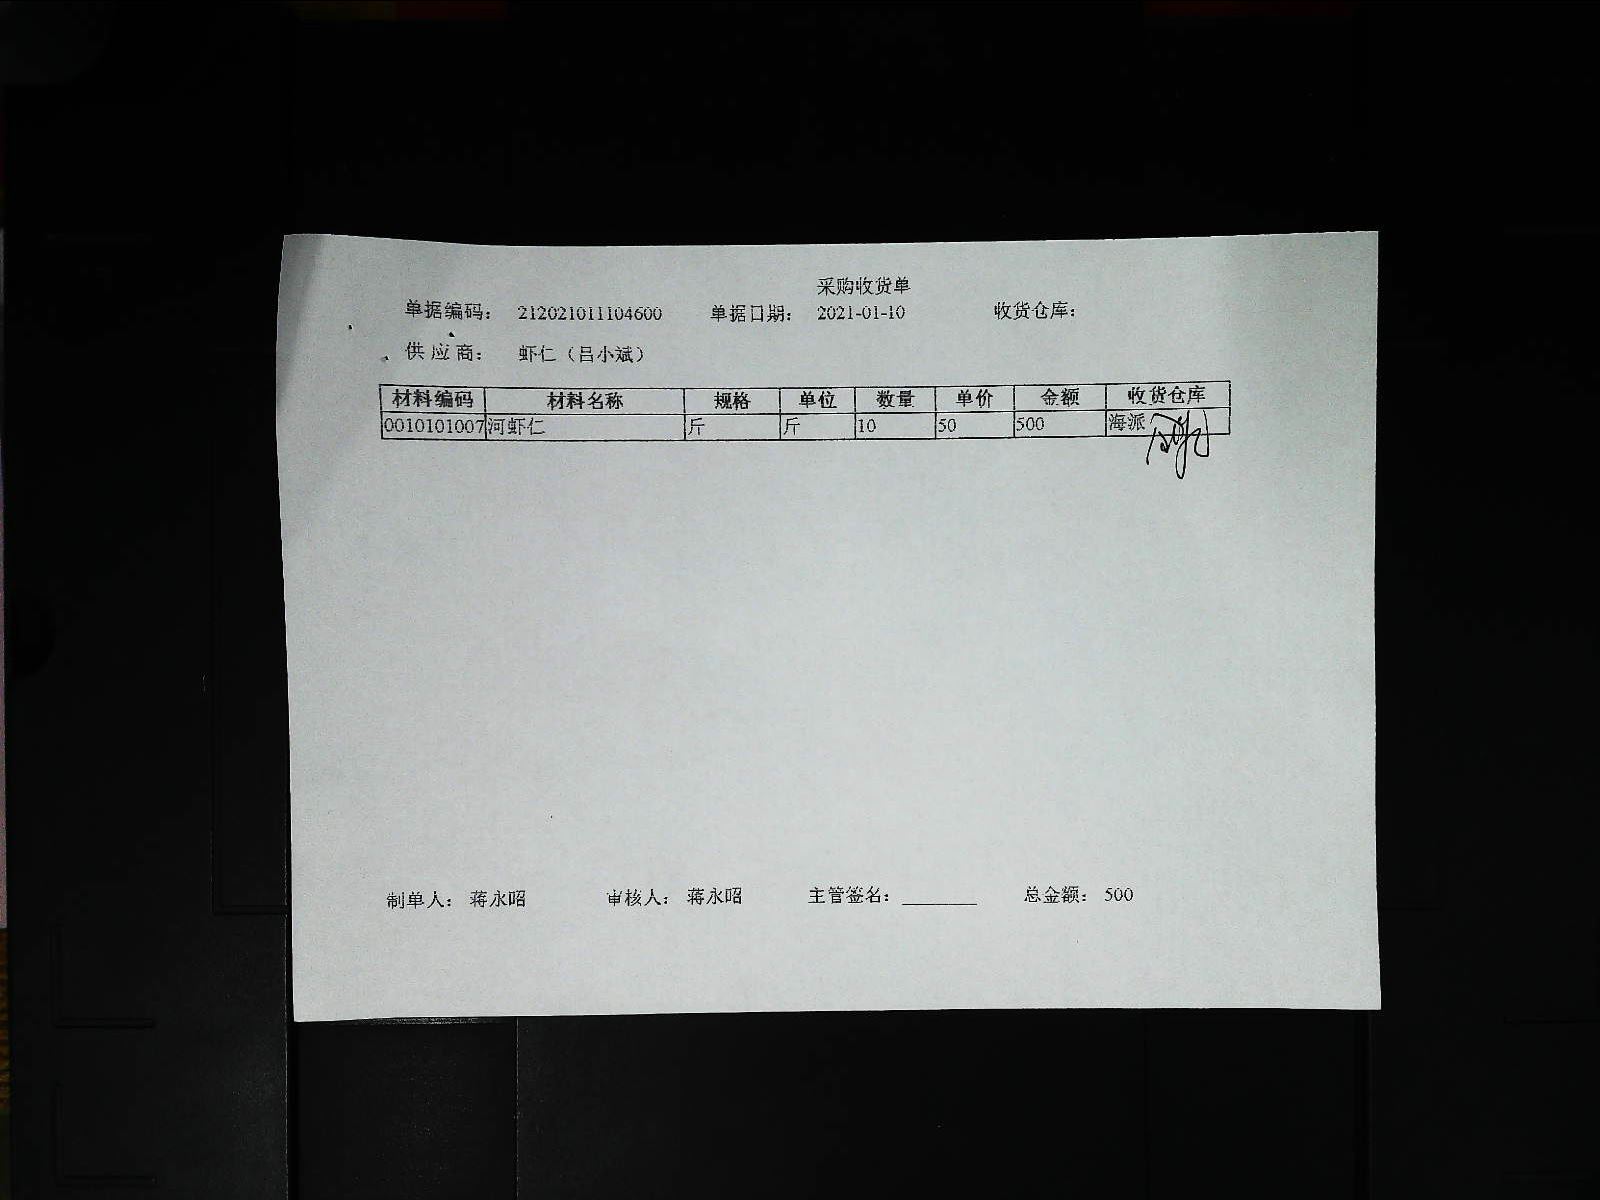 采购收货单
单据编码： 212021011104600 单据日期： 2021-01-10 收货仓库：
供 应 商： 虾仁（吕小斌）
材料编码 材料名称 规格 单位 数量 单价 金额 收货仓库
0010101007 河虾仁 斤 斤 10 50 500 海派
制单人： 蒋永昭 审核人： 蒋永昭 主管签名：________ 总金额： 500